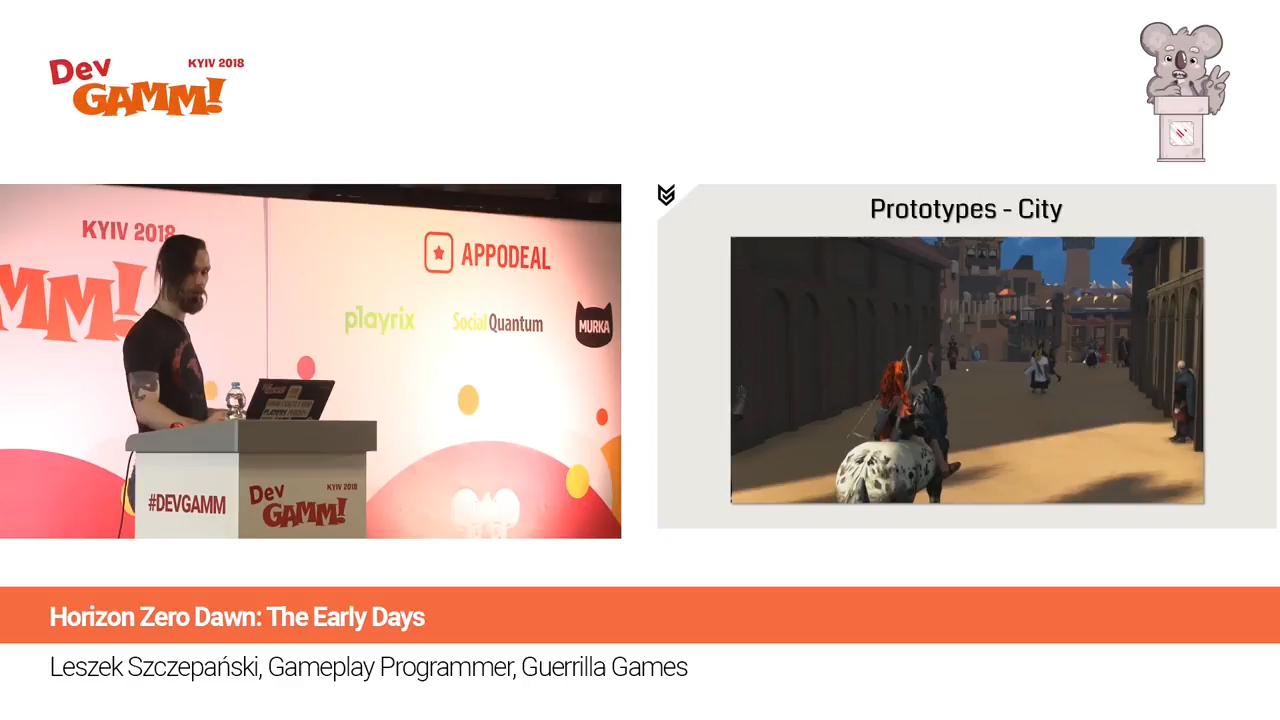 Dev
GAMM!
KYIV 2018
KYIV 2018
MM!
APPODEAL
playrix
Social Quantum
MURKA
#DEVGAMM
Dev
GAMM!
KYIV 2018
Prototypes - City
Horizon Zero Dawn: The Early Days
Leszek Szczepański, Gameplay Programmer, Guerrilla Games